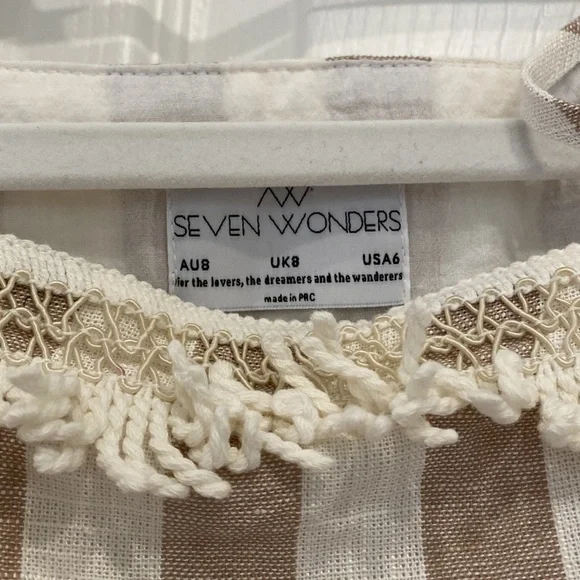 SEVEN WONDERS
AU8 UK8 USA6
for the lovers, the dreamers and the wanderers
made in PRC